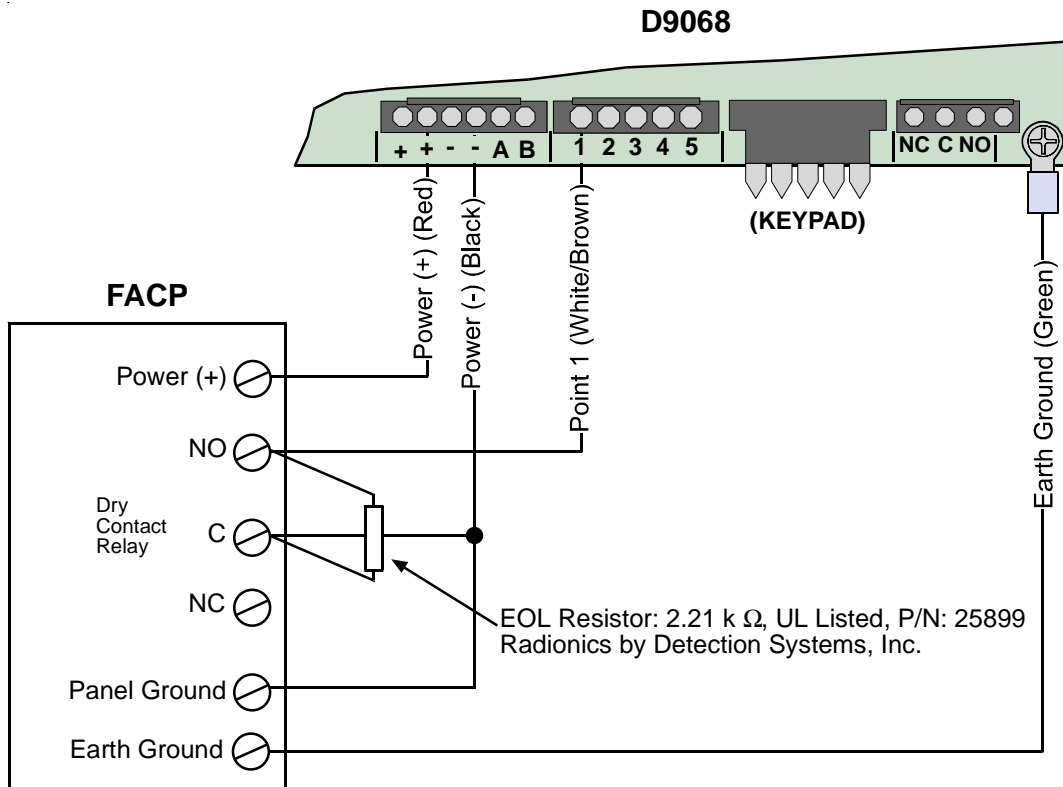 D9068
+ + - - A B 1 2 3 4 5 NC C NO
(KEYPAD)
Power (+) (Red)
Power (-) (Black)
Point 1 (White/Brown)
Earth Ground (Green)
FACP
Power (+)
NO
Dry
Contact
Relay
C
NC
EOL Resistor: 2.21 k Ω, UL Listed, P/N: 25899
Radionics by Detection Systems, Inc.
Panel Ground
Earth Ground